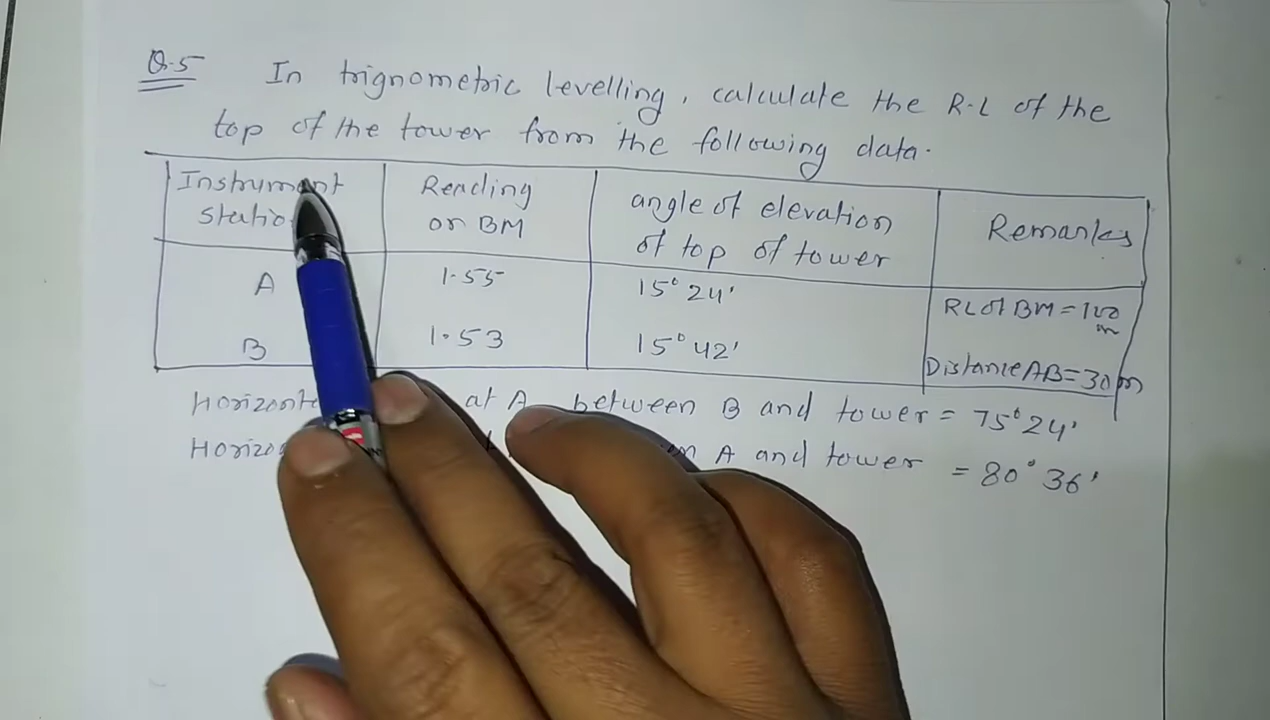 Q.5 In trignometric levelling, calculate the R.L of the
top of the tower from the following data.
Instrument Station
Reading on BM
angle of elevation of top of tower
Remarks
A 1.55 15° 24' RL of BM = 100 m
B 1.53 15° 42' Distance AB = 30 m
at A between B and tower = 75° 24'
A and tower = 80° 36'